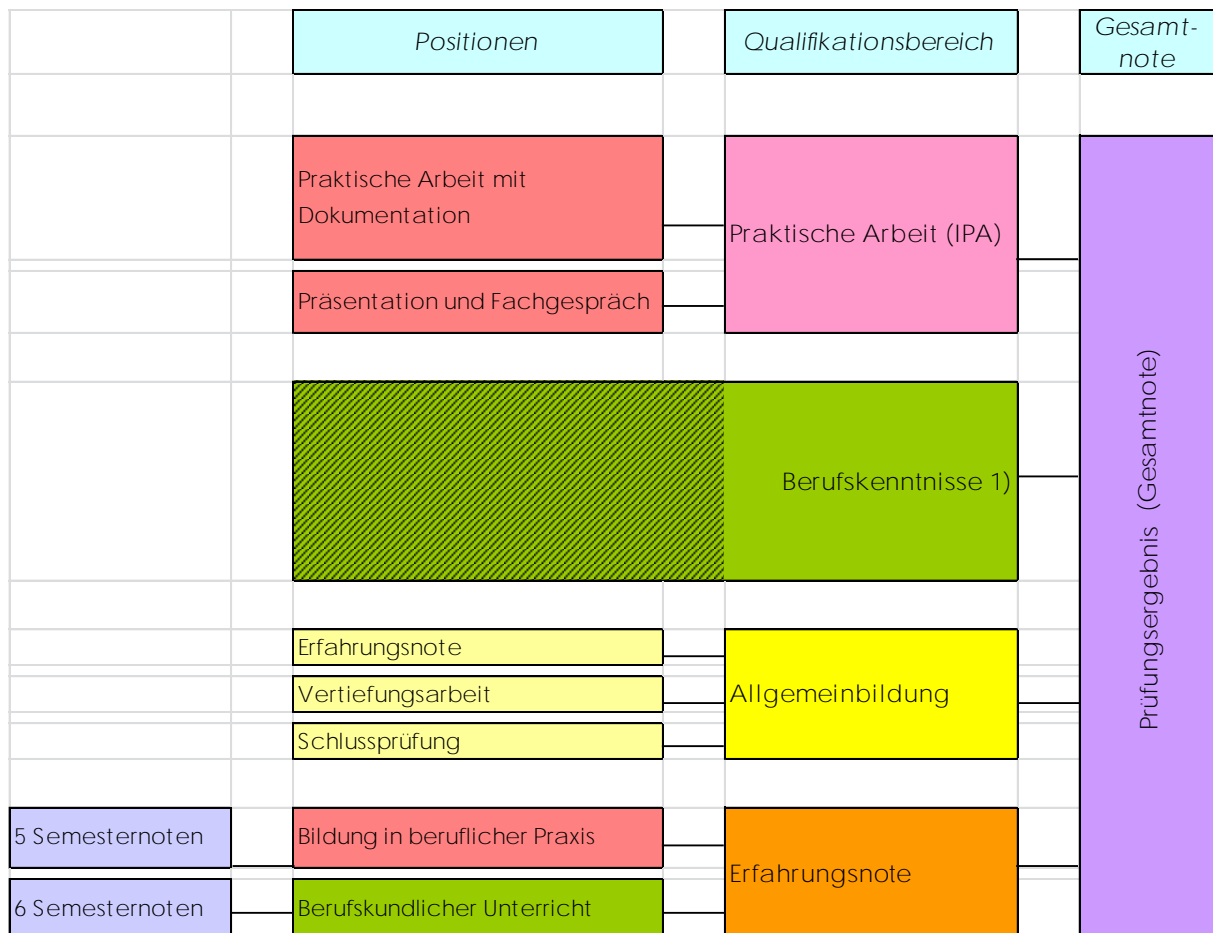 Positionen
Qualifikationsbereich
Gesamt-
note
Praktische Arbeit mit
Dokumentation
Praktische Arbeit (IPA)
Präsentation und Fachgespräch
Berufskenntnisse 1)
Prüfungsergebnis (Gesamtnote)
Erfahrungsnote
Vertiefungsarbeit
Allgemeinbildung
Schlussprüfung
5 Semesternoten
Bildung in beruflicher Praxis
Erfahrungsnote
6 Semesternoten
Berufskundlicher Unterricht